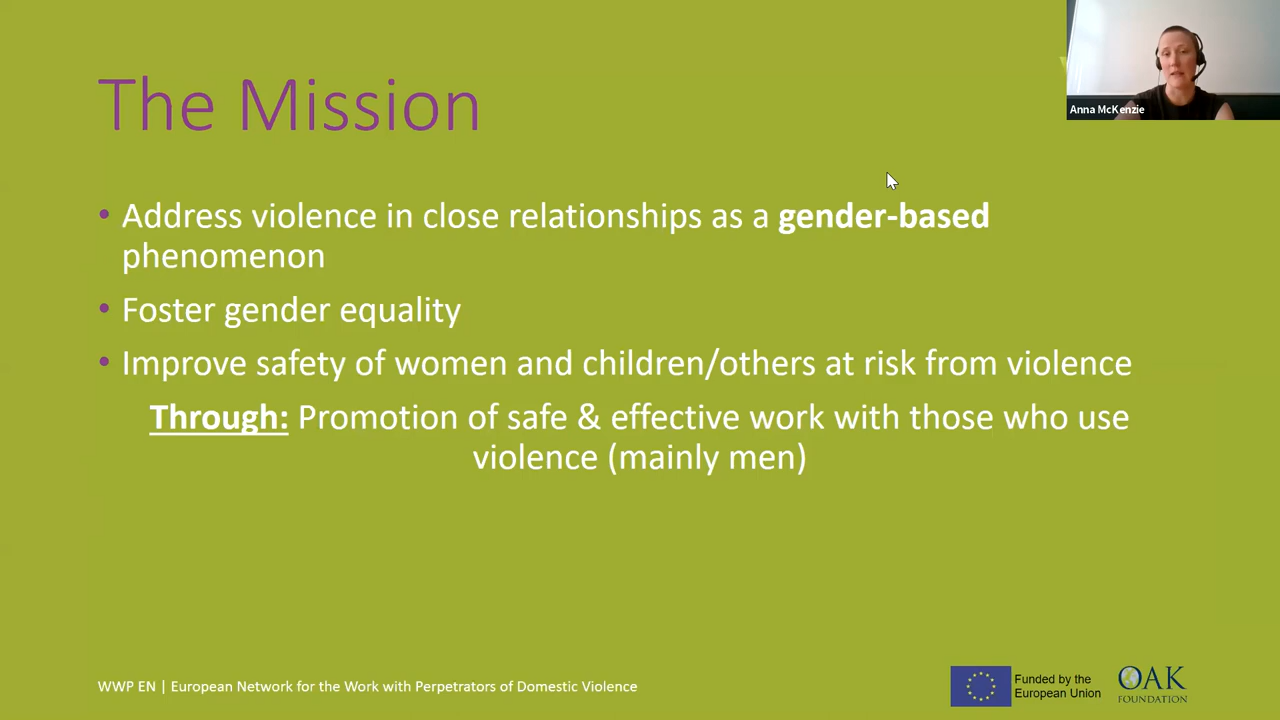 The Mission
Anna McKenzie
• Address violence in close relationships as a gender-based
phenomenon
• Foster gender equality
• Improve safety of women and children/others at risk from violence
Through: Promotion of safe & effective work with those who use
violence (mainly men)
WWP EN | European Network for the Work with Perpetrators of Domestic Violence
Funded by the
European Union
OAK
FOUNDATION